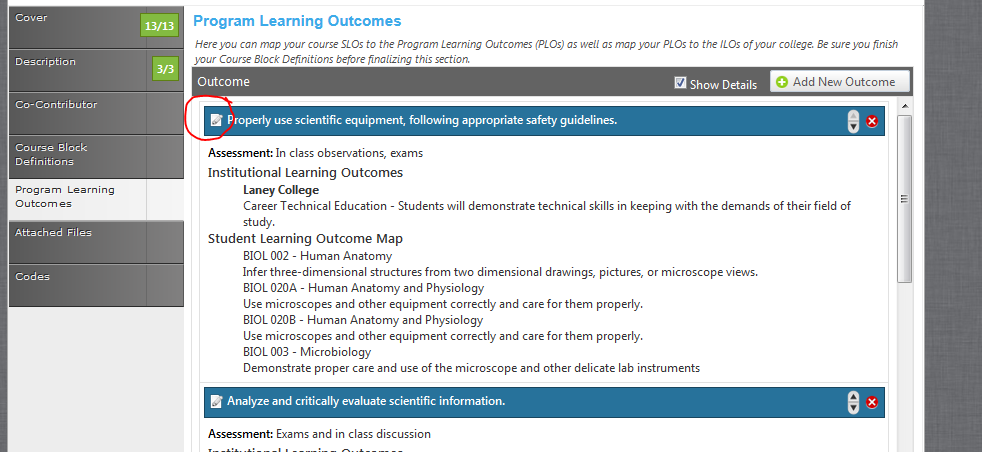 Cover
13/13
Description
3/3
Co-Contributor
Course Block
Definitions
Program Learning
Outcomes
Attached Files
Codes
Program Learning Outcomes
Here you can map your course SLOs to the Program Learning Outcomes (PLOs) as well as map your PLOs to the ILOs of your college. Be sure you finish
your Course Block Definitions before finalizing this section.
Outcome
Show Details
Add New Outcome
Properly use scientific equipment, following appropriate safety guidelines.
Assessment: In class observations, exams
Institutional Learning Outcomes
Laney College
Career Technical Education - Students will demonstrate technical skills in keeping with the demands of their field of
study.
Student Learning Outcome Map
BIOL 002 - Human Anatomy
Infer three-dimensional structures from two dimensional drawings, pictures, or microscope views.
BIOL 020A - Human Anatomy and Physiology
Use microscopes and other equipment correctly and care for them properly.
BIOL 020B - Human Anatomy and Physiology
Use microscopes and other equipment correctly and care for them properly.
BIOL 003 - Microbiology
Demonstrate proper care and use of the microscope and other delicate lab instruments
Analyze and critically evaluate scientific information.
Assessment: Exams and in class discussion
Institutional Learning Outcomes